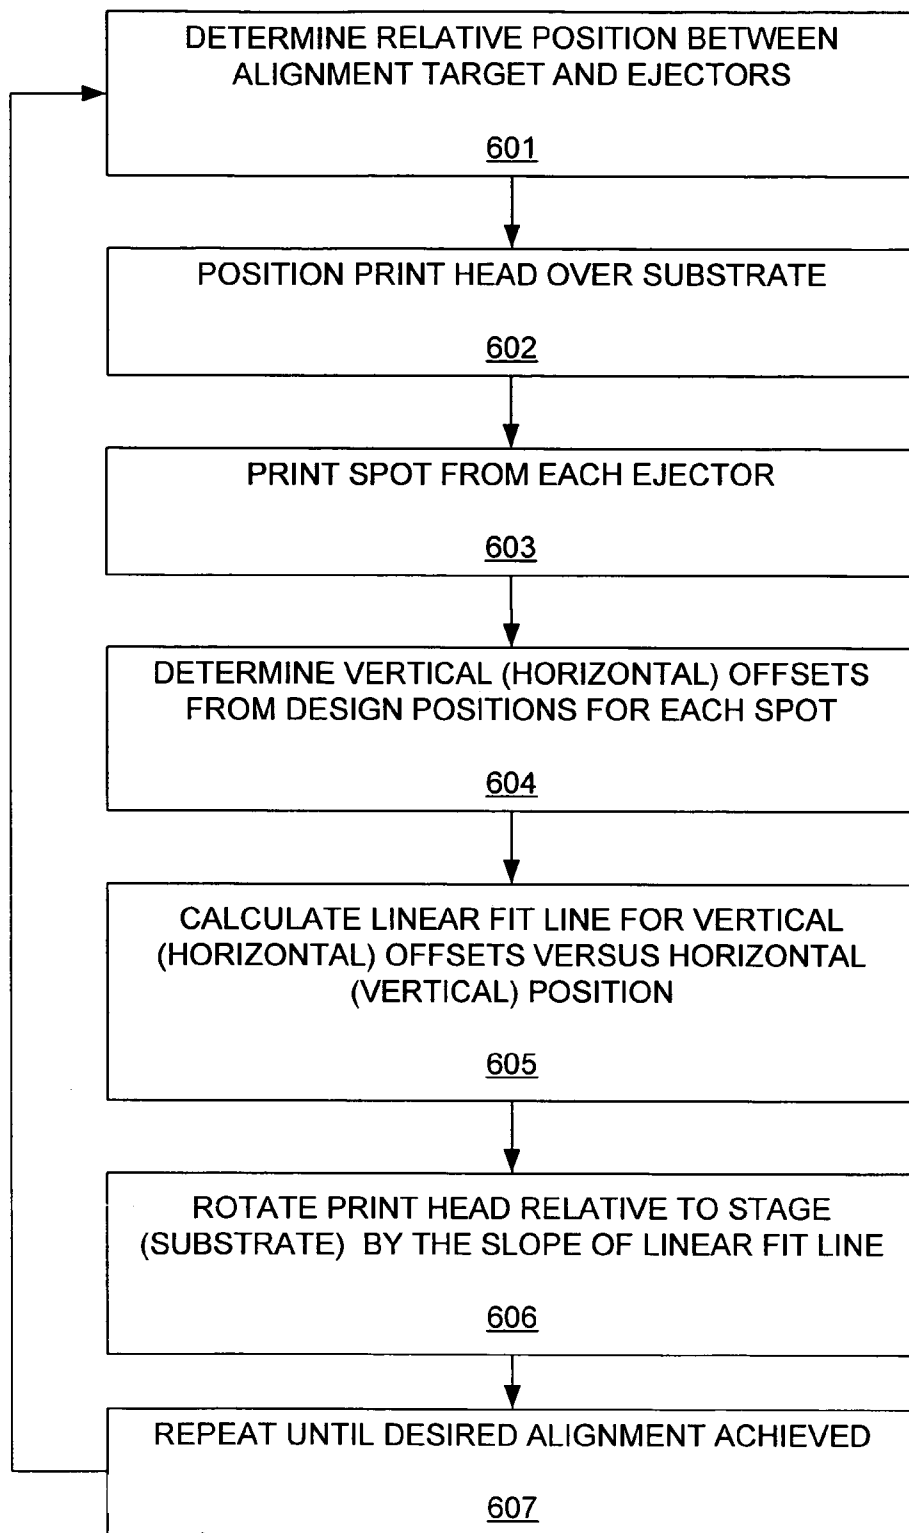 DETERMINE RELATIVE POSITION BETWEEN
ALIGNMENT TARGET AND EJECTORS
601
POSITION PRINT HEAD OVER SUBSTRATE
602
PRINT SPOT FROM EACH EJECTOR
603
DETERMINE VERTICAL (HORIZONTAL) OFFSETS
FROM DESIGN POSITIONS FOR EACH SPOT
604
CALCULATE LINEAR FIT LINE FOR VERTICAL
(HORIZONTAL) OFFSETS VERSUS HORIZONTAL
(VERTICAL) POSITION
605
ROTATE PRINT HEAD RELATIVE TO STAGE
(SUBSTRATE) BY THE SLOPE OF LINEAR FIT LINE
606
REPEAT UNTIL DESIRED ALIGNMENT ACHIEVED
607